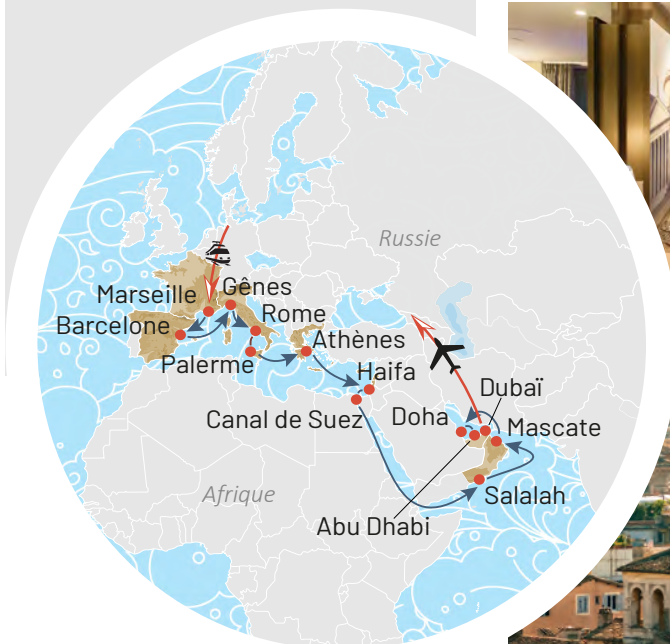 Russie
Marseille
Gênes
Barcelone
Rome
Palerme
Athènes
Haifa
Canal de Suez
Dubaï
Doha
Mascate
Afrique
Salalah
Abu Dhabi